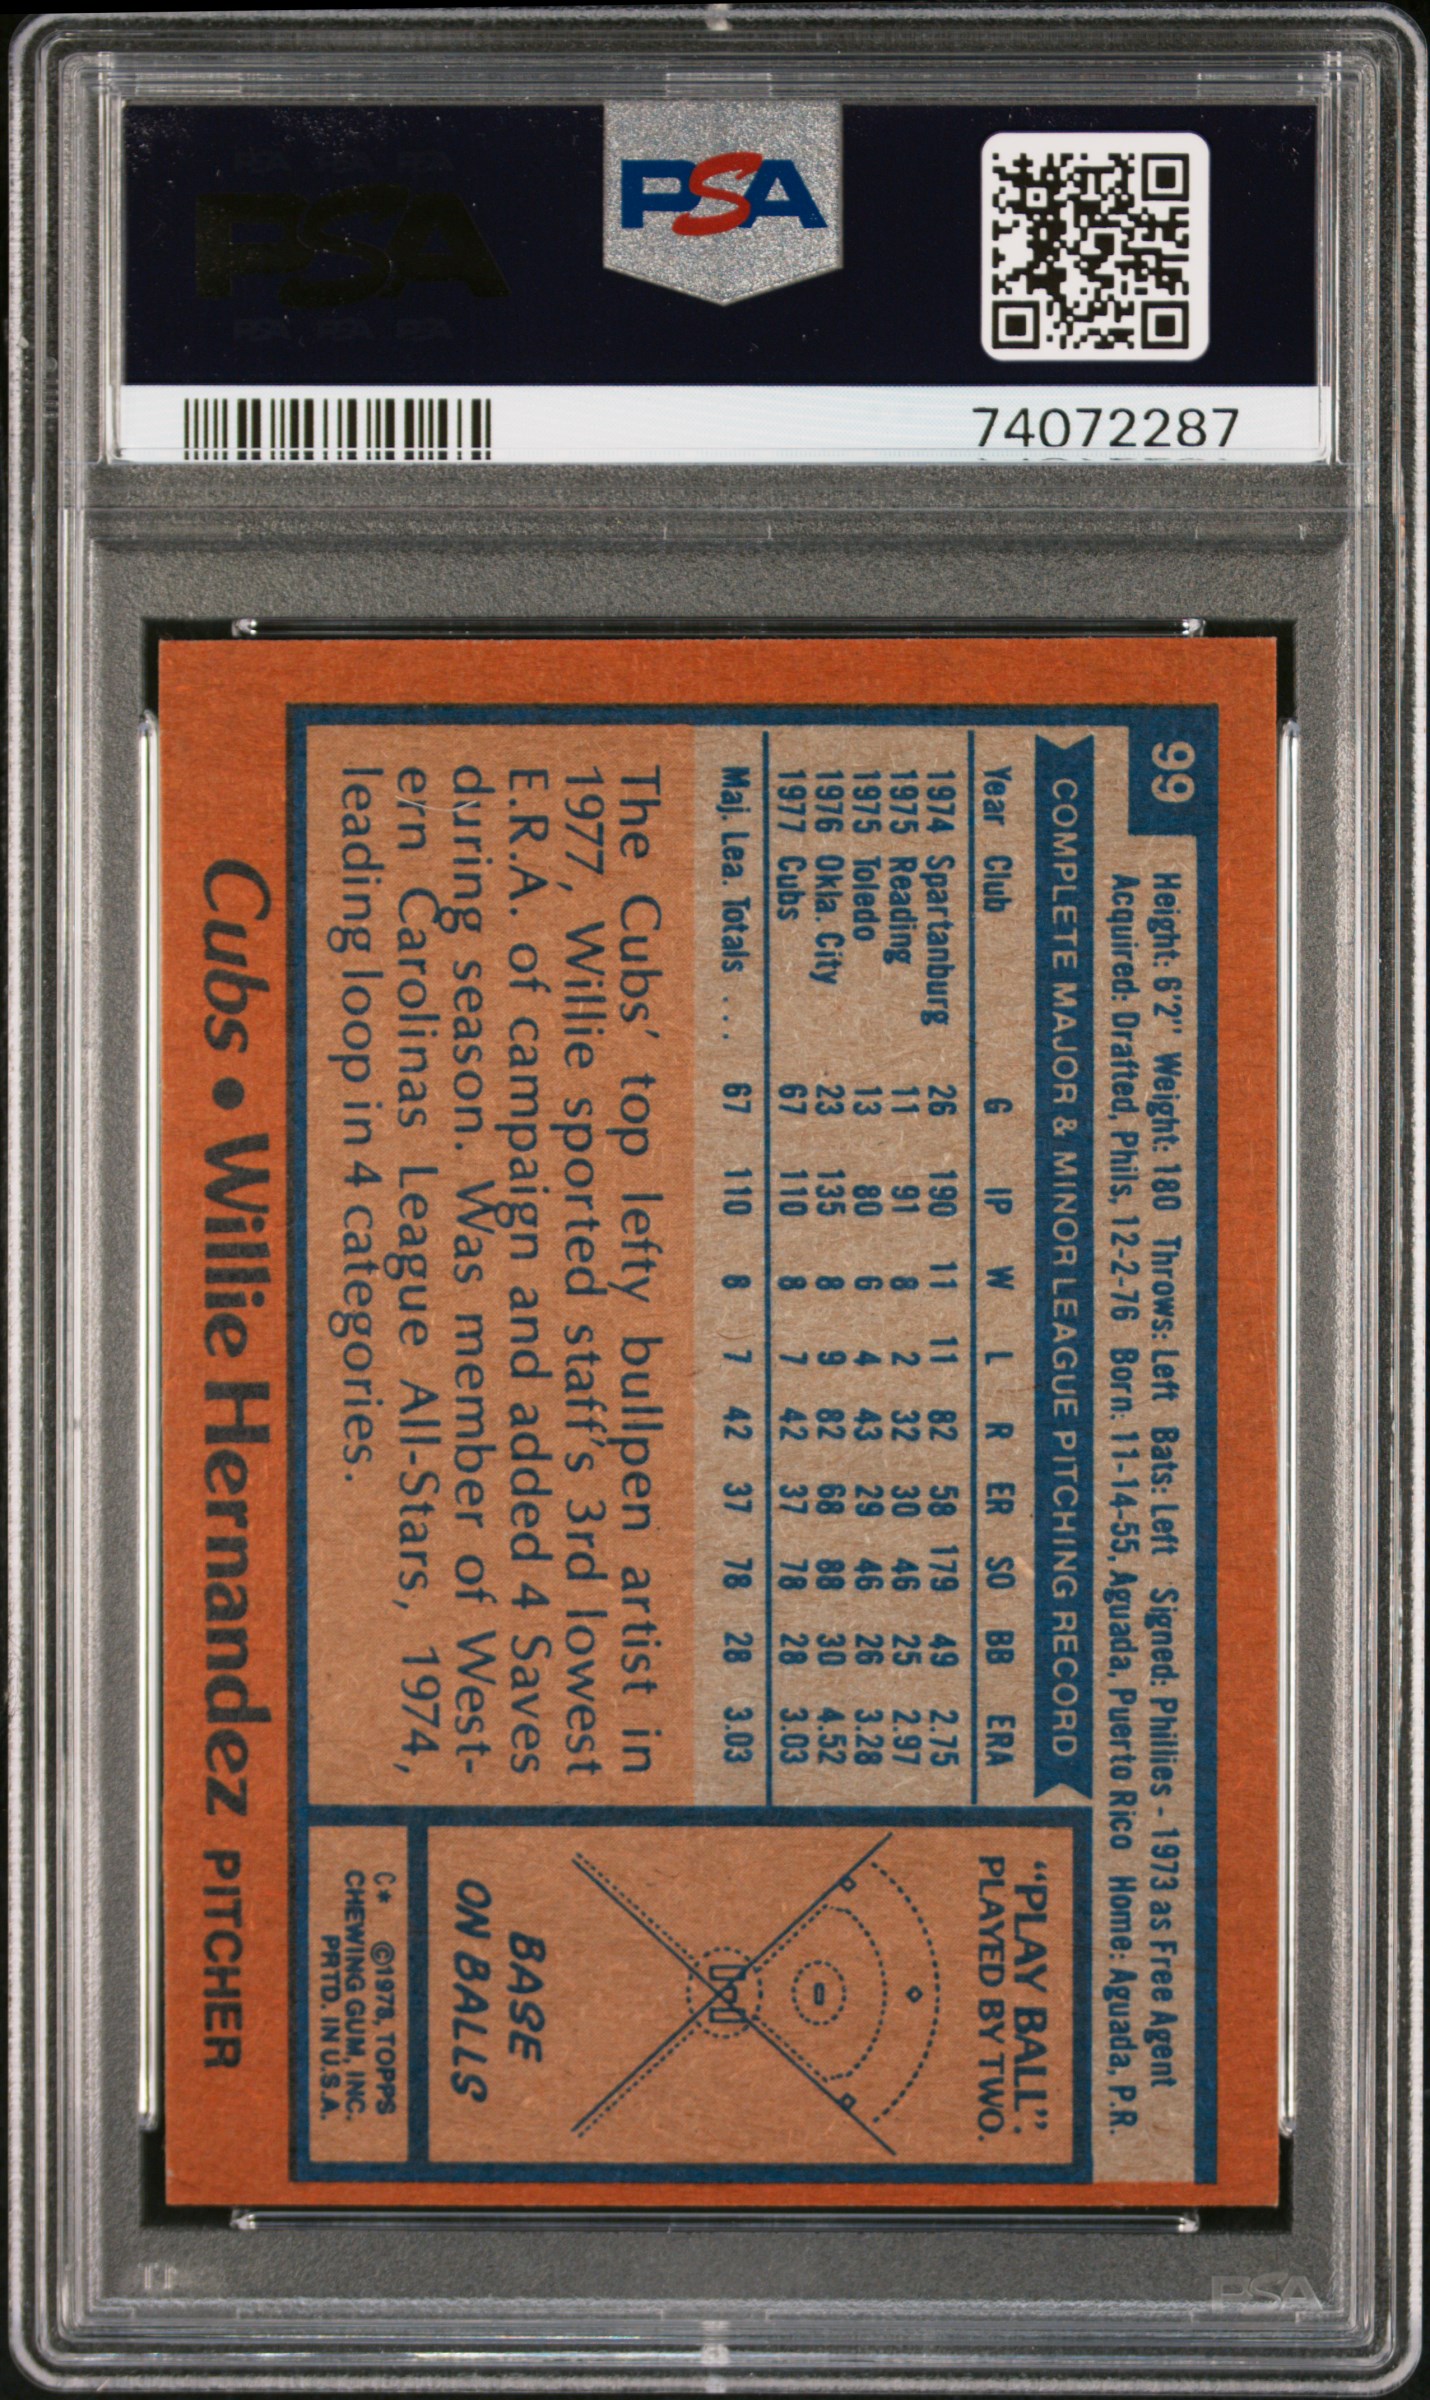 PSA
PSA
74072287
99
Height: 6'2" Weight: 180 Throws: Left Bats: Left Signed: Phillies - 1973 as Free Agent
Acquired: Drafted, Phils, 12-2-76 Born: 11-14-55, Aguada, Puerto Rico Home: Aguada, P.R.
COMPLETE MAJOR & MINOR LEAGUE PITCHING RECORD
Year Club G IP W L R ER SO BB ERA
1974 Spartanburg 26 190 11 11 82 58 179 49 2.75
1975 Reading 11 91 8 2 32 30 46 25 2.97
1975 Toledo 13 80 6 4 43 29 46 26 3.28
1976 Okla. City 23 135 8 9 82 68 88 30 4.52
1977 Cubs 67 110 8 7 42 37 78 28 3.03
Maj. Lea. Totals . . . 67 110 8 7 42 37 78 28 3.03
The Cubs' top lefty bullpen artist in
1977, Willie sported staff's 3rd lowest
E.R.A. of campaign and added 4 Saves
during season. Was member of West-
ern Carolinas League All-Stars, 1974,
leading loop in 4 categories.
"PLAY BALL":
PLAYED BY TWO.
BASE
ON BALLS
C* ©1978, TOPPS
CHEWING GUM, INC.
PRTD. IN U.S.A.
Cubs • Willie Hernandez PITCHER
PSA